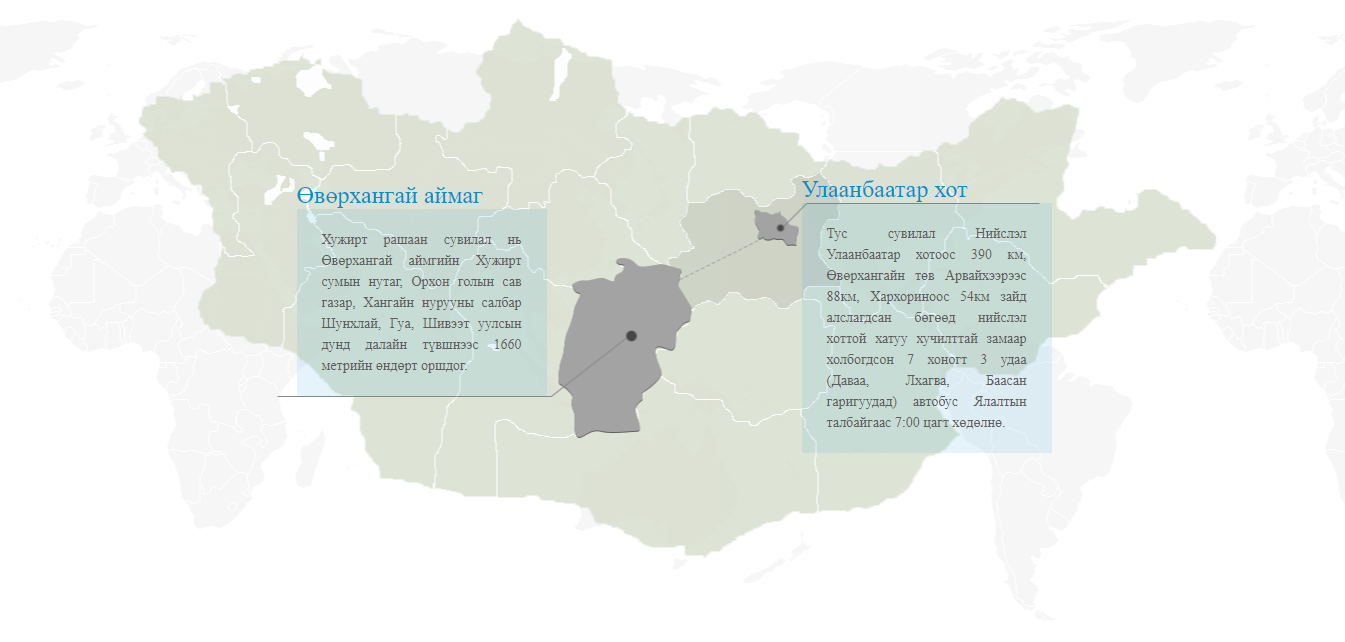 Өвөрхангай аймаг
Хужирт рашаан сувилал нь
Өвөрхангай аймгийн Хужирт
сумын нутаг, Орхон голын сав
газар, Хангайн нурууны салбар
Шунхлай, Гуа, Шивээт уулсын
дунд далайн түвшнээс 1660
метрийн өндөрт оршдог.
Улаанбаатар хот
Тус сувилал Нийслэл
Улаанбаатар хотоос 390 км,
Өвөрхангайн төв Арвайхээрээс
88км, Хархориноос 54км зайд
алслагдсан бөгөөд нийслэл
хоттой хатуу хучилттай замаар
холбогдсон 7 хоногт 3 удаа
(Даваа, Лхагва, Баасан
гаригуудад) автобус Ялалтын
талбайгаас 7:00 цагт хөдөлнө.